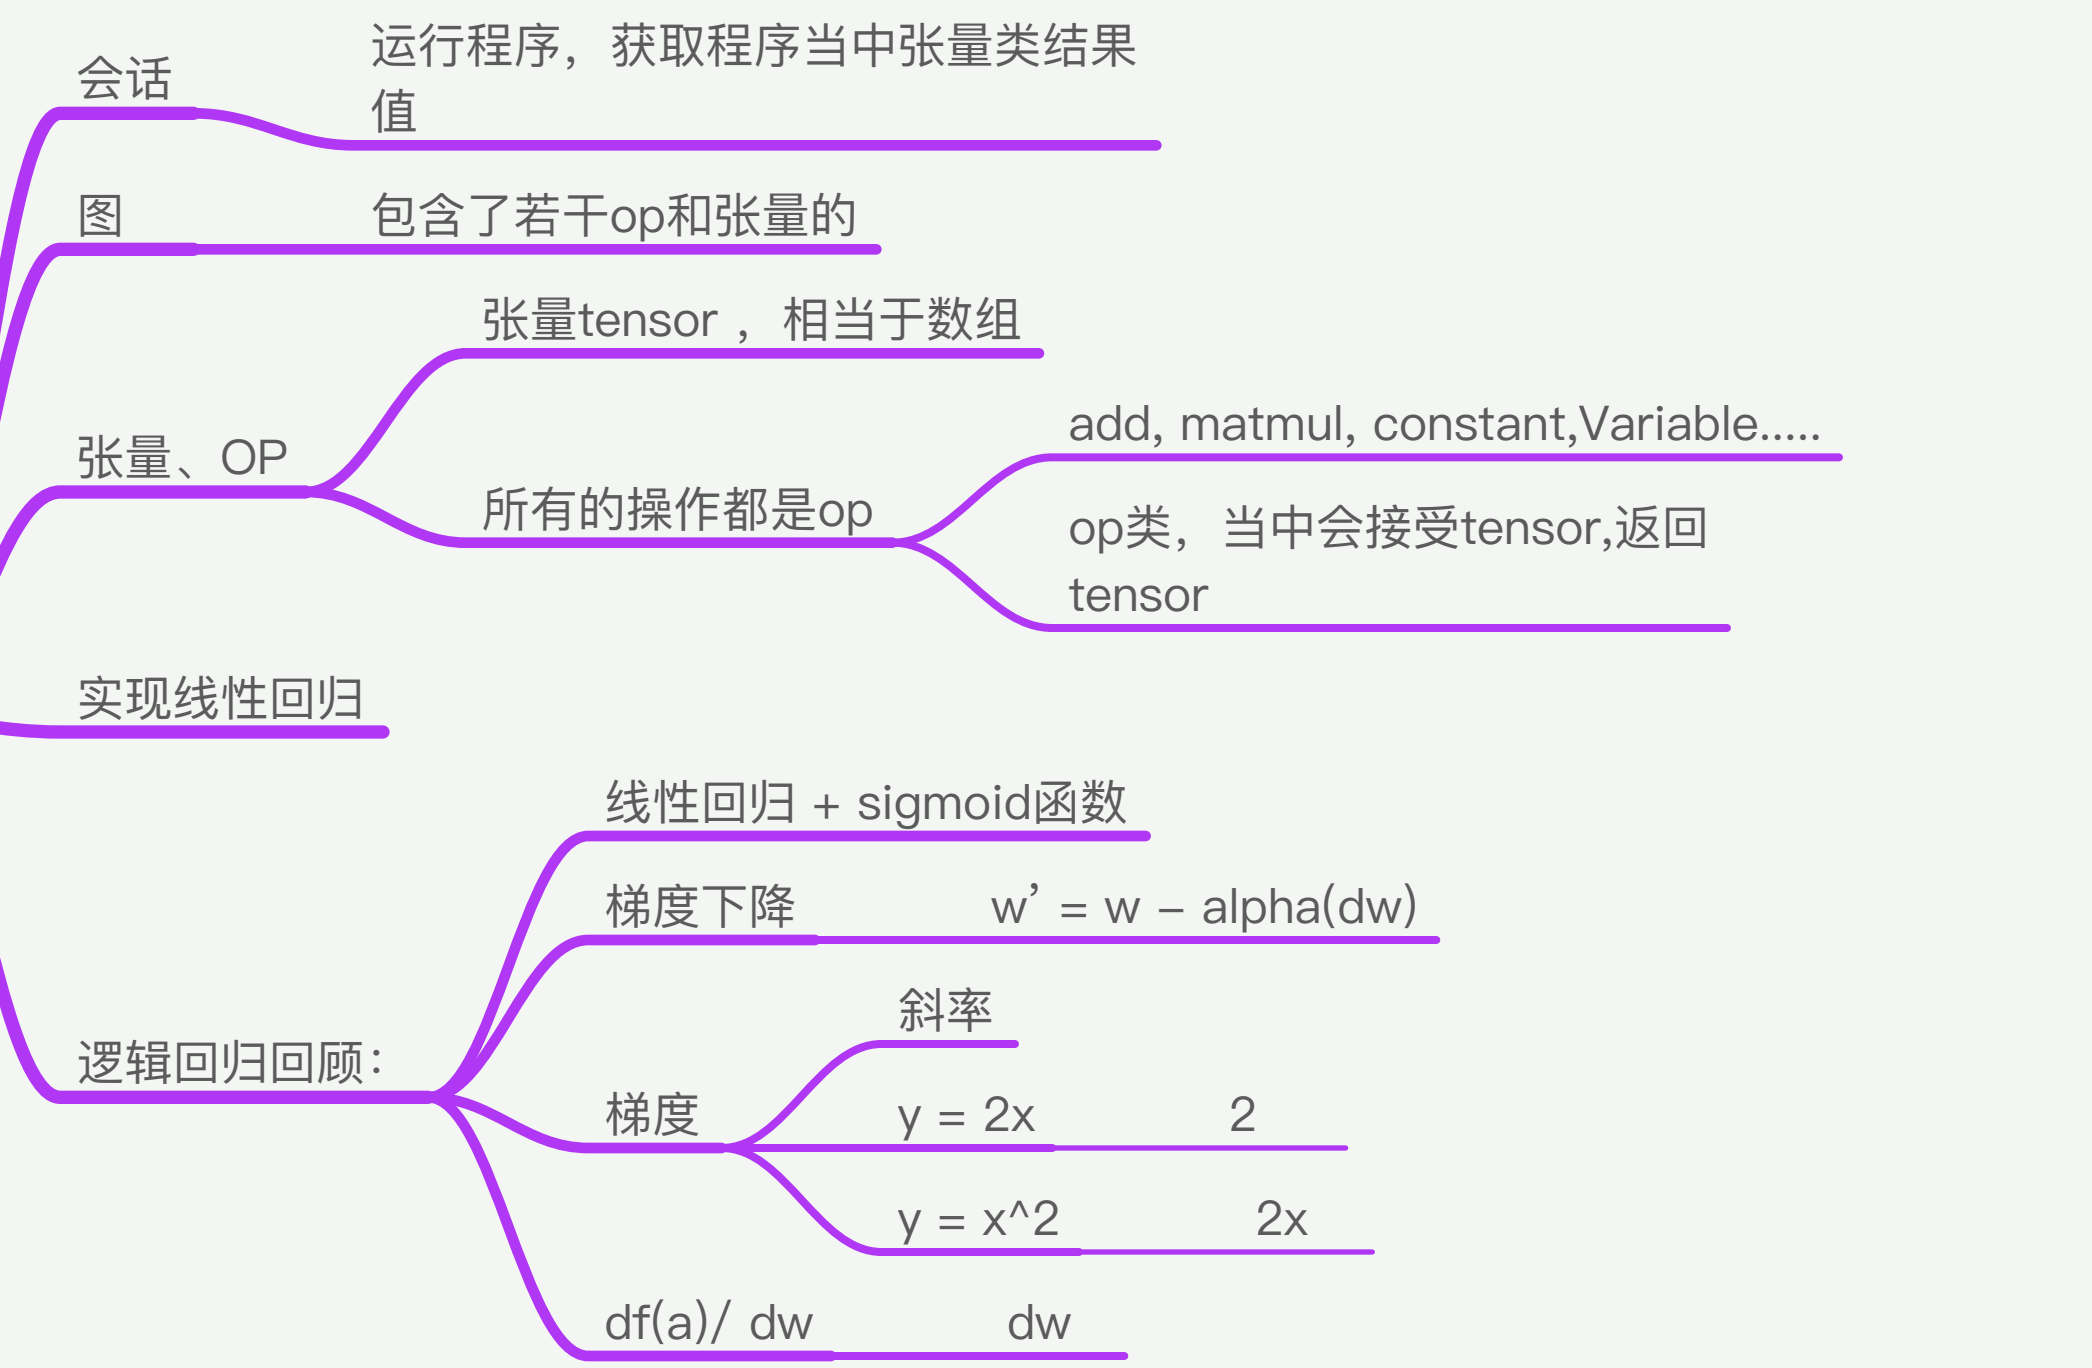 会话
运行程序，获取程序当中张量类结果
值
图
包含了若干op和张量的
张量、OP
张量tensor ，相当于数组
所有的操作都是op
add, matmul, constant,Variable.....
op类，当中会接受tensor,返回
tensor
实现线性回归
逻辑回归回顾：
线性回归 + sigmoid函数
梯度下降
w’ = w – alpha(dw)
梯度
斜率
y = 2x
2
y = x^2
2x
df(a)/ dw
dw